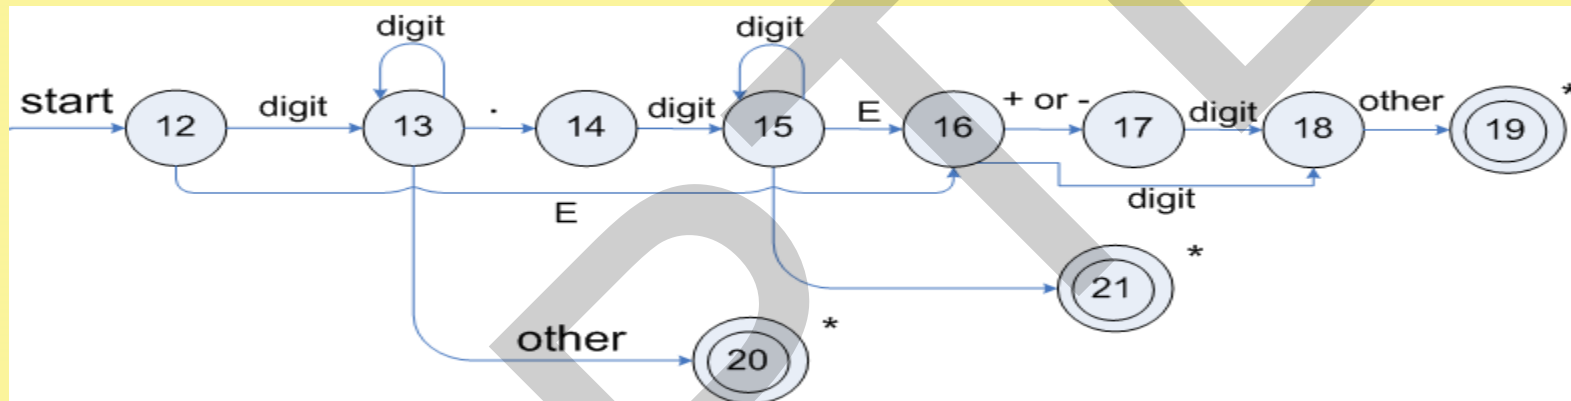 digit digit
start digit . digit E + or - digit other *
12 13 14 15 16 17 18 19
E digit
21 *
other 20 *